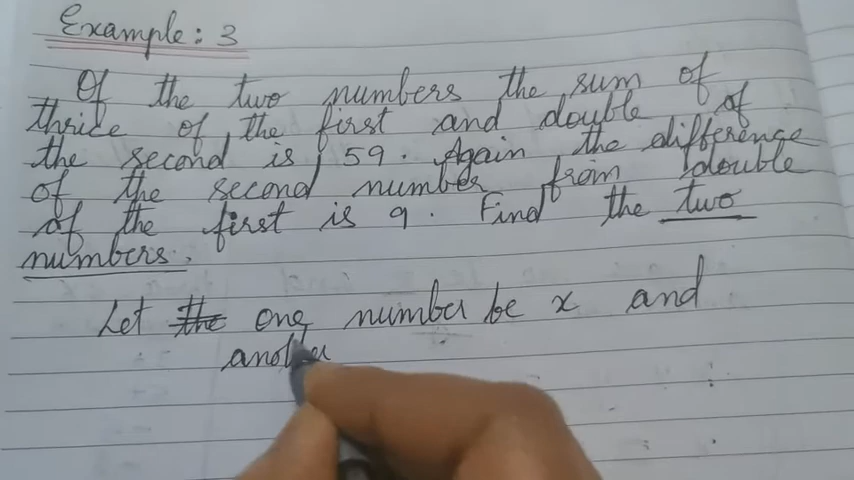 Example: 3
Of the two numbers the sum of
thrice of the first and double of of
the second is 59. Again the difference
of the second number from double
of the first is 9. Find the two
numbers.
Let the one number be x and
another